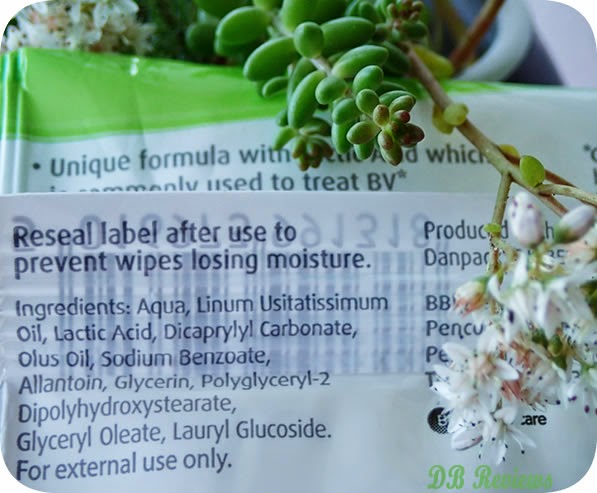 • Unique formula with Acid which
is commonly used to treat BV*
Reseal label after use to
prevent wipes losing moisture.
Ingredients: Aqua, Linum Usitatissimum
Oil, Lactic Acid, Dicaprylyl Carbonate,
Olus Oil, Sodium Benzoate,
Allantoin, Glycerin, Polyglyceryl-2
Dipolyhydroxystearate,
Glyceryl Oleate, Lauryl Glucoside.
For external use only.
DB Reviews